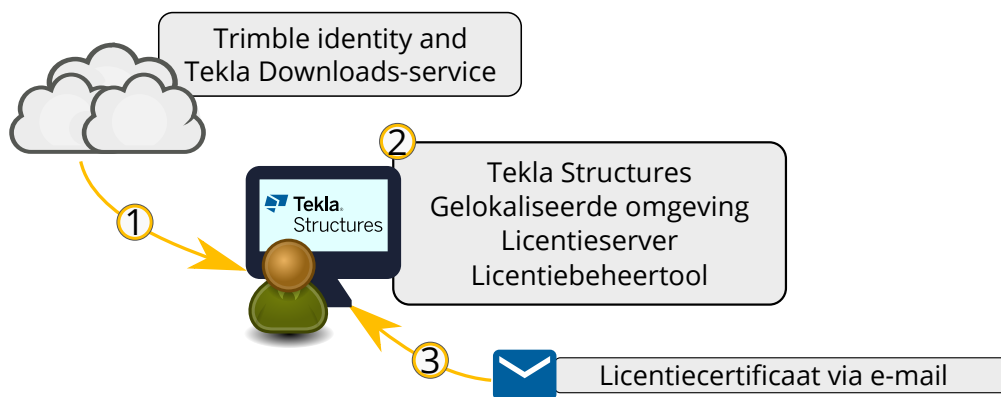 Trimble identity and
Tekla Downloads-service
2
Tekla Structures
Gelokaliseerde omgeving
Licentieserver
Licentiebeheertool
Tekla.
Structures
1
3
Licentiecertificaat via e-mail